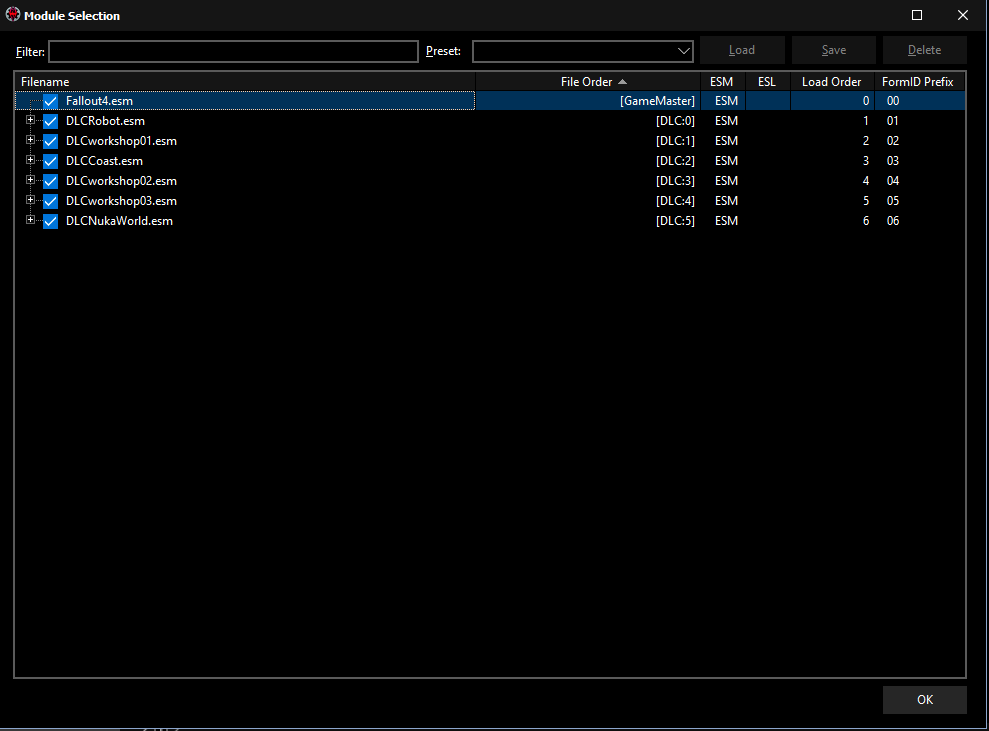 Module Selection
Filter: Preset: Load Save Delete
Filename File Order ESM ESL Load Order FormID Prefix
Fallout4.esm [GameMaster] ESM 0 00
DLCRobot.esm [DLC:0] ESM 1 01
DLCworkshop01.esm [DLC:1] ESM 2 02
DLCCoast.esm [DLC:2] ESM 3 03
DLCworkshop02.esm [DLC:3] ESM 4 04
DLCworkshop03.esm [DLC:4] ESM 5 05
DLCNukaWorld.esm [DLC:5] ESM 6 06
OK